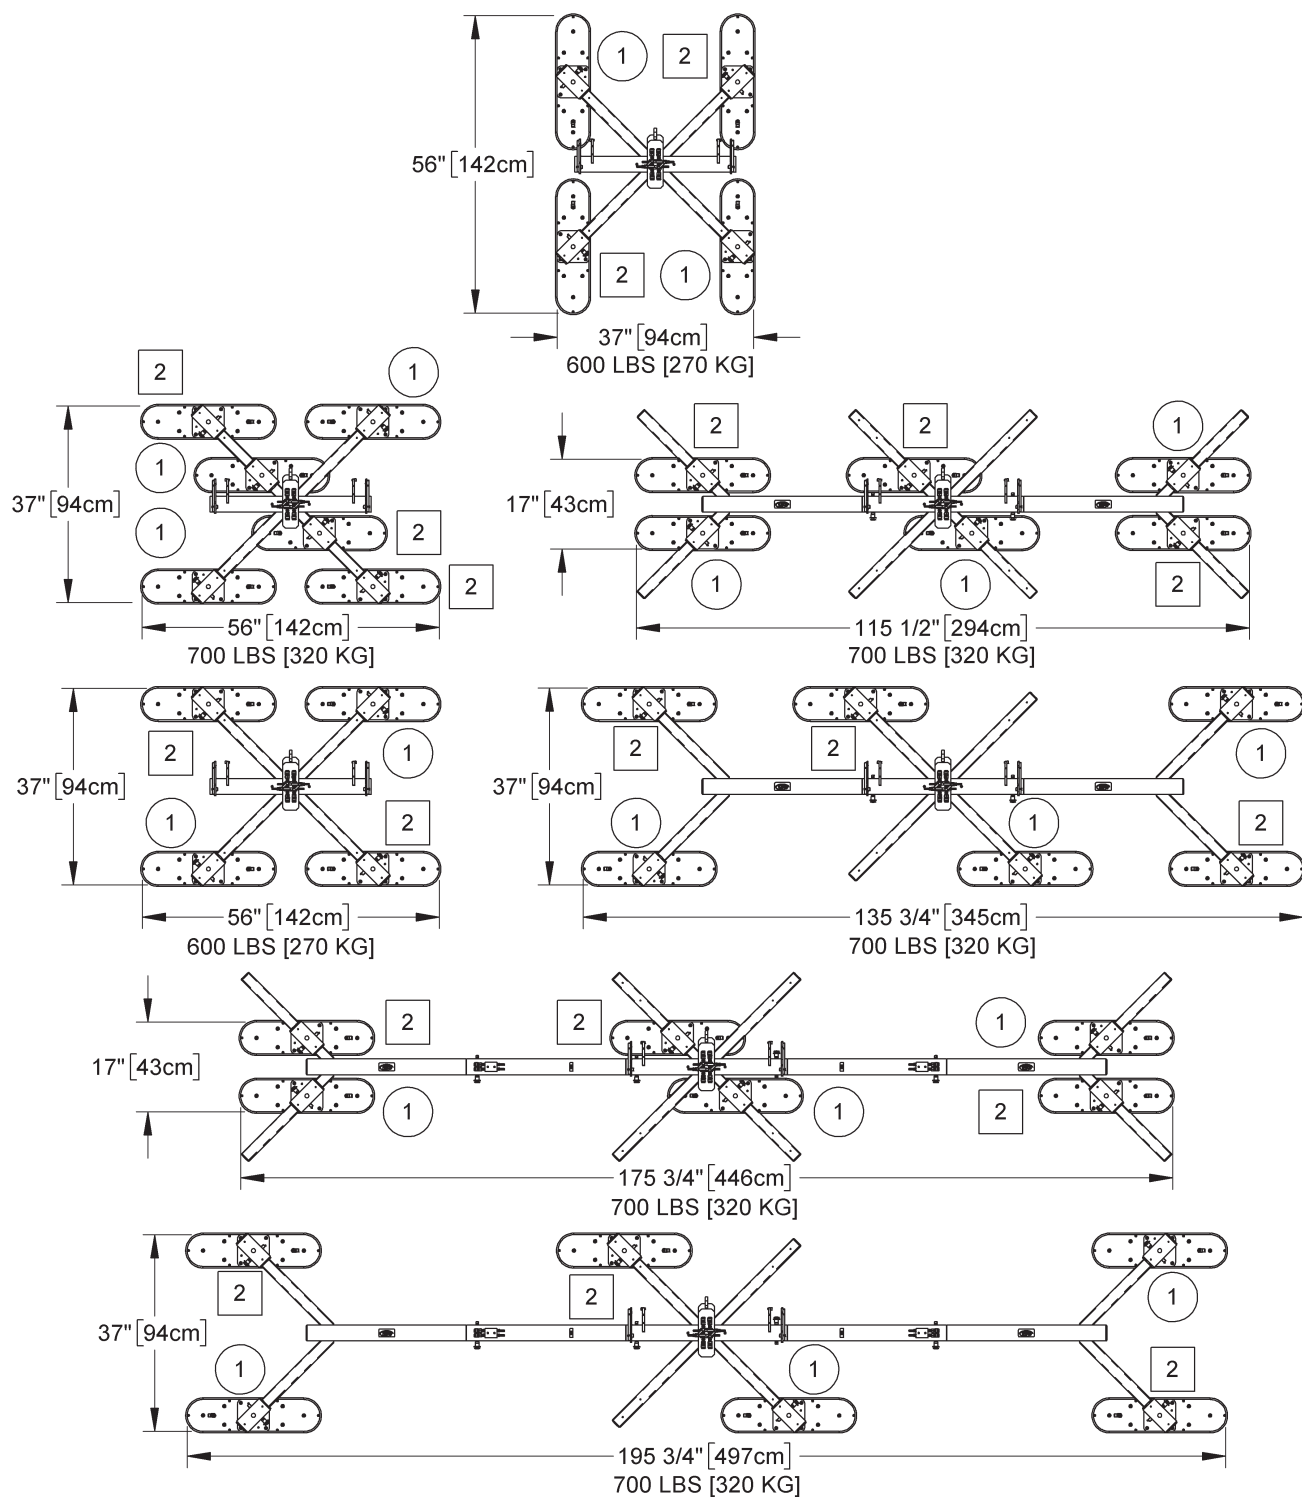 1
2
56" [142cm]
2
1
37" [94cm]
600 LBS [270 KG]
2
1
1
37" [94cm]
1
2
2
56" [142cm]
700 LBS [320 KG]
2
2
1
17" [43cm]
1
1
2
115 1/2" [294cm]
700 LBS [320 KG]
2
1
37" [94cm]
1
2
56" [142cm]
600 LBS [270 KG]
2
2
1
37" [94cm]
1
1
2
135 3/4" [345cm]
700 LBS [320 KG]
2
2
1
17" [43cm]
1
1
2
175 3/4" [446cm]
700 LBS [320 KG]
2
2
1
37" [94cm]
1
1
2
195 3/4" [497cm]
700 LBS [320 KG]